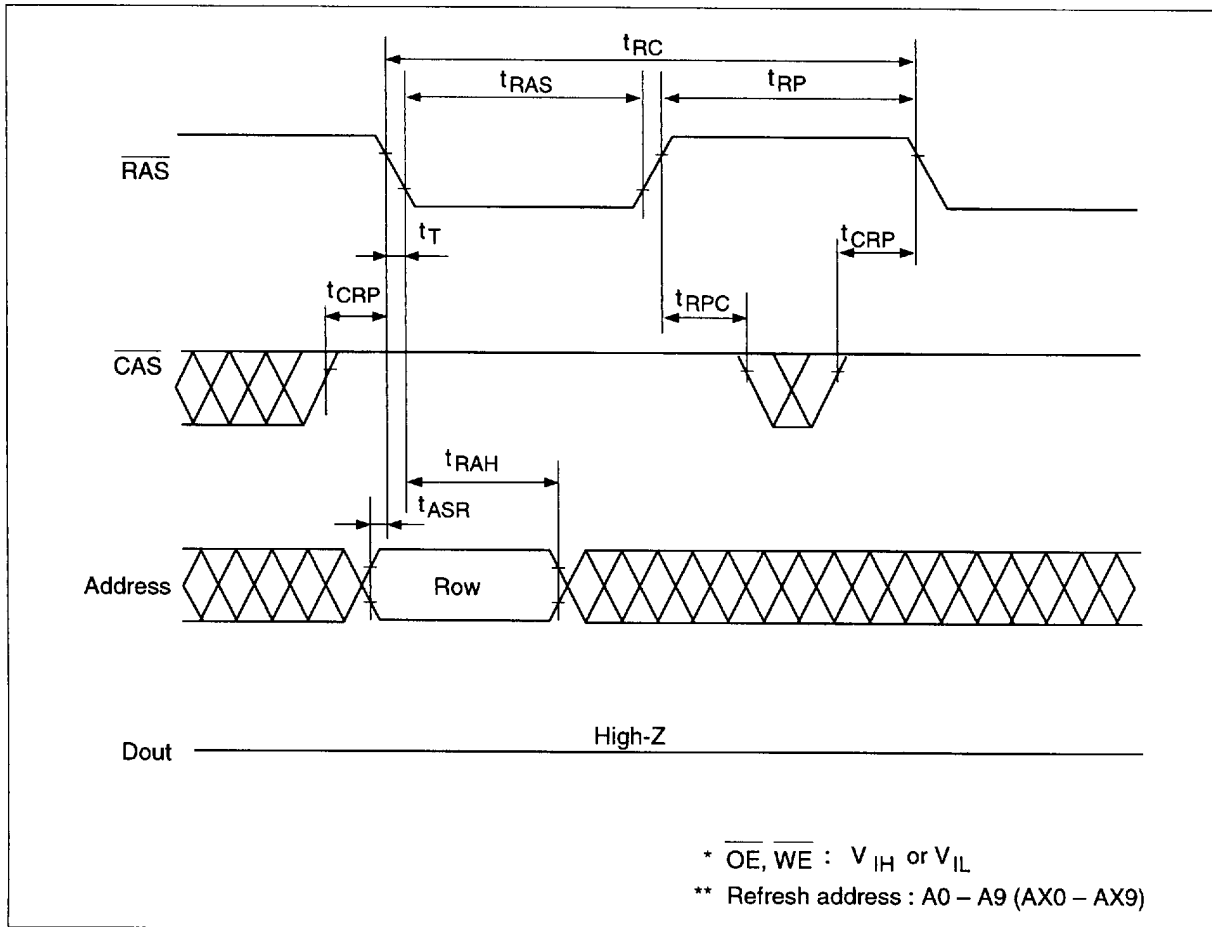 tRC
tRAS
tRP
RAS
tT
tCRP
tCRP
tRPC
CAS
tRAH
tASR
Address
Row
High-Z
Dout
* OE, WE : VIH or VIL
** Refresh address : A0 – A9 (AX0 – AX9)